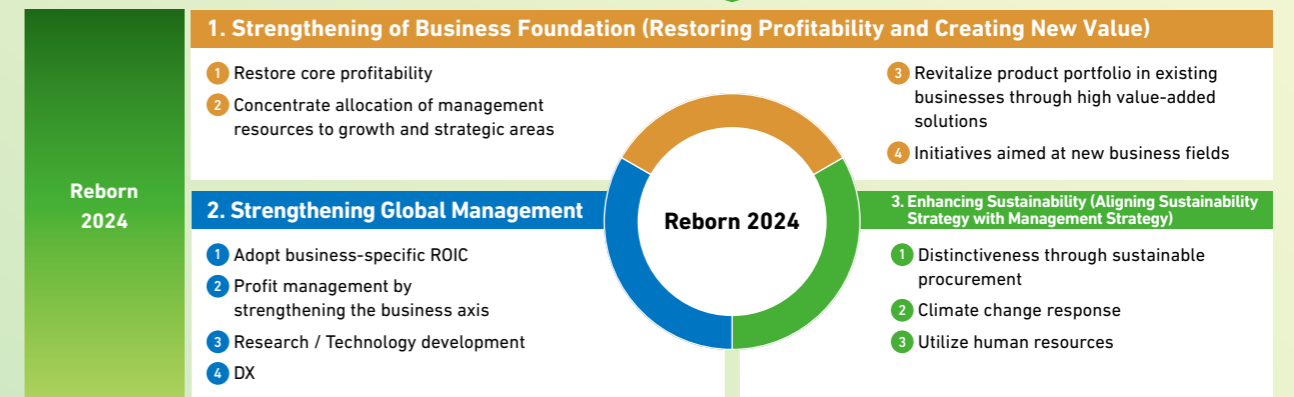 Reborn
2024
1. Strengthening of Business Foundation (Restoring Profitability and Creating New Value)
1 Restore core profitability
2 Concentrate allocation of management
resources to growth and strategic areas
3 Revitalize product portfolio in existing
businesses through high value-added
solutions
4 Initiatives aimed at new business fields
Reborn 2024
2. Strengthening Global Management
1 Adopt business-specific ROIC
2 Profit management by
strengthening the business axis
3 Research / Technology development
4 DX
3. Enhancing Sustainability (Aligning Sustainability
Strategy with Management Strategy)
1 Distinctiveness through sustainable
procurement
2 Climate change response
3 Utilize human resources